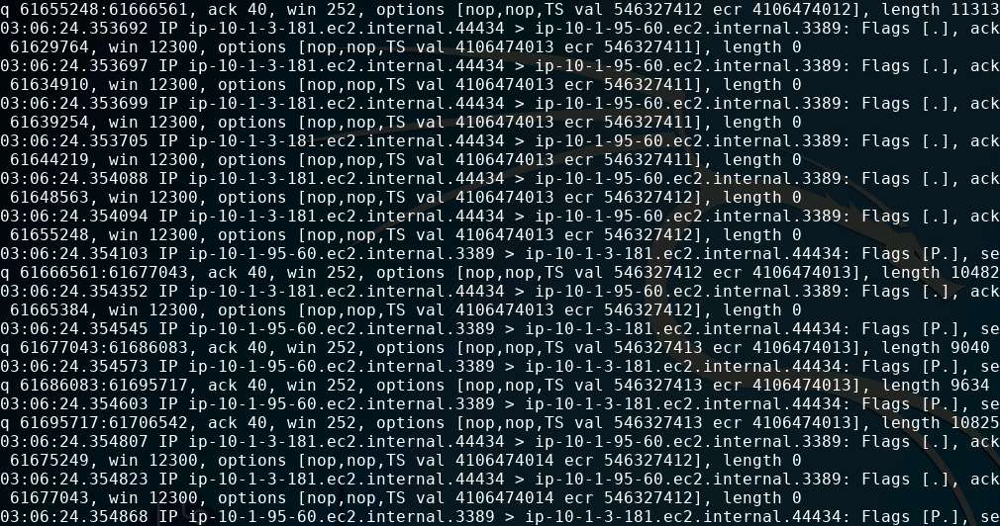 q 61655248:61666561, ack 40, win 252, options [nop,nop,TS val 546327412 ecr 4106474012], length 11313
03:06:24.353692 IP ip-10-1-3-181.ec2.internal.44434 > ip-10-1-95-60.ec2.internal.3389: Flags [.], ack
 61629764, win 12300, options [nop,nop,TS val 4106474013 ecr 546327411], length 0
03:06:24.353697 IP ip-10-1-3-181.ec2.internal.44434 > ip-10-1-95-60.ec2.internal.3389: Flags [.], ack
 61634910, win 12300, options [nop,nop,TS val 4106474013 ecr 546327411], length 0
03:06:24.353699 IP ip-10-1-3-181.ec2.internal.44434 > ip-10-1-95-60.ec2.internal.3389: Flags [.], ack
 61639254, win 12300, options [nop,nop,TS val 4106474013 ecr 546327411], length 0
03:06:24.353705 IP ip-10-1-3-181.ec2.internal.44434 > ip-10-1-95-60.ec2.internal.3389: Flags [.], ack
 61644219, win 12300, options [nop,nop,TS val 4106474013 ecr 546327411], length 0
03:06:24.354088 IP ip-10-1-3-181.ec2.internal.44434 > ip-10-1-95-60.ec2.internal.3389: Flags [.], ack
 61648563, win 12300, options [nop,nop,TS val 4106474013 ecr 546327412], length 0
03:06:24.354094 IP ip-10-1-3-181.ec2.internal.44434 > ip-10-1-95-60.ec2.internal.3389: Flags [.], ack
 61655248, win 12300, options [nop,nop,TS val 4106474013 ecr 546327412], length 0
03:06:24.354103 IP ip-10-1-95-60.ec2.internal.3389 > ip-10-1-3-181.ec2.internal.44434: Flags [P.], se
q 61666561:61677043, ack 40, win 252, options [nop,nop,TS val 546327412 ecr 4106474013], length 10482
03:06:24.354352 IP ip-10-1-3-181.ec2.internal.44434 > ip-10-1-95-60.ec2.internal.3389: Flags [.], ack
 61665384, win 12300, options [nop,nop,TS val 4106474013 ecr 546327412], length 0
03:06:24.354545 IP ip-10-1-95-60.ec2.internal.3389 > ip-10-1-3-181.ec2.internal.44434: Flags [P.], se
q 61677043:61686083, ack 40, win 252, options [nop,nop,TS val 546327413 ecr 4106474013], length 9040
03:06:24.354573 IP ip-10-1-95-60.ec2.internal.3389 > ip-10-1-3-181.ec2.internal.44434: Flags [P.], se
q 61686083:61695717, ack 40, win 252, options [nop,nop,TS val 546327413 ecr 4106474013], length 9634
03:06:24.354603 IP ip-10-1-95-60.ec2.internal.3389 > ip-10-1-3-181.ec2.internal.44434: Flags [P.], se
q 61695717:61706542, ack 40, win 252, options [nop,nop,TS val 546327413 ecr 4106474013], length 10825
03:06:24.354807 IP ip-10-1-3-181.ec2.internal.44434 > ip-10-1-95-60.ec2.internal.3389: Flags [.], ack
 61675249, win 12300, options [nop,nop,TS val 4106474014 ecr 546327412], length 0
03:06:24.354823 IP ip-10-1-3-181.ec2.internal.44434 > ip-10-1-95-60.ec2.internal.3389: Flags [.], ack
 61677043, win 12300, options [nop,nop,TS val 4106474014 ecr 546327412], length 0
03:06:24.354868 IP ip-10-1-95-60.ec2.internal.3389 > ip-10-1-3-181.ec2.internal.44434: Flags [P.], se